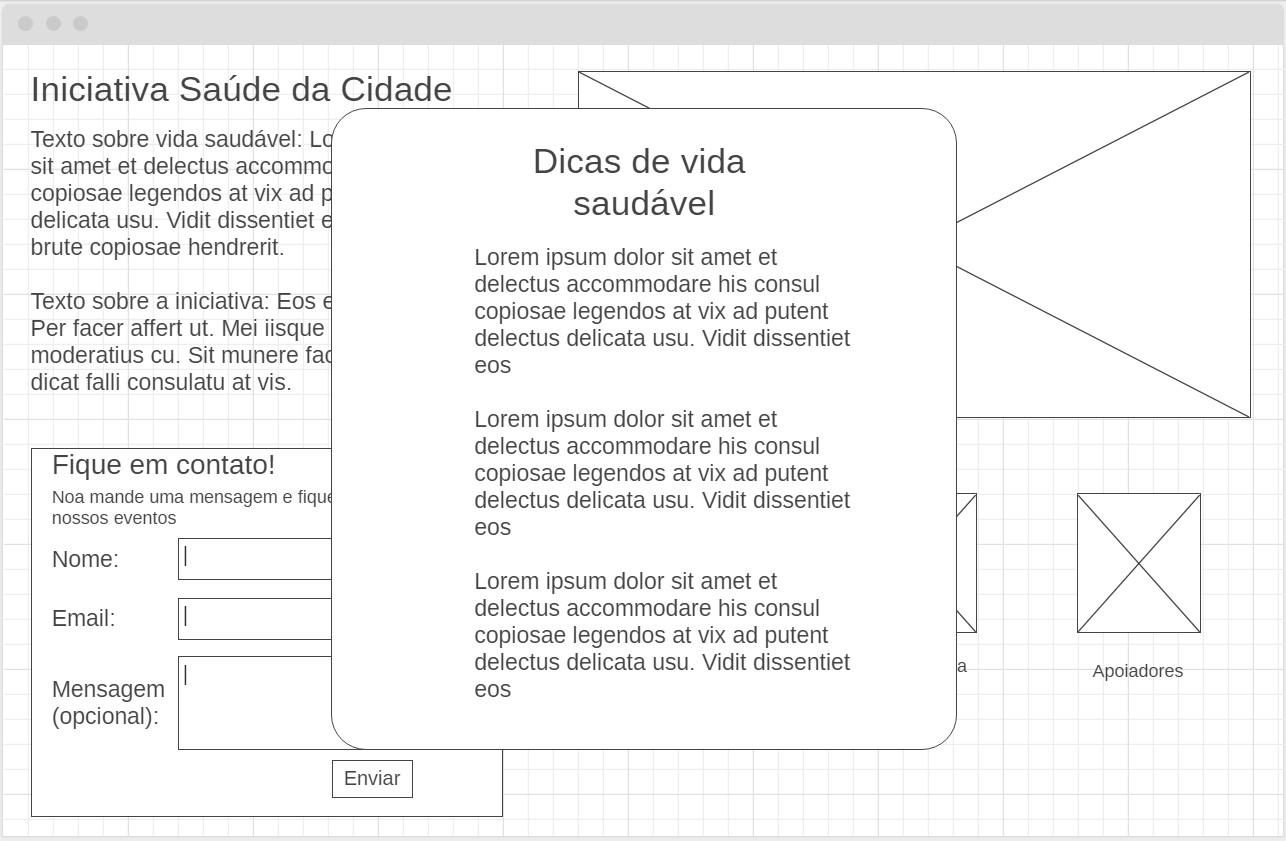 Iniciativa Saúde da Cidade
Texto sobre vida saudável:
sit amet et delectus
copiosae legendos at vix ad
delicata usu. Vidit dissentiet
brute copiosae hendrerit.
Texto sobre a iniciativa: Eos
Per facer affert ut. Mei iisque
moderatius cu. Sit munere
dicat falli consulatu at vis.
Dicas de vida
saudável
Lorem ipsum dolor sit amet et
delectus accommodare his consul
copiosae legendos at vix ad putent
delectus delicata usu. Vidit dissentiet
eos
Lorem ipsum dolor sit amet et
delectus accommodare his consul
copiosae legendos at vix ad putent
delectus delicata usu. Vidit dissentiet
eos
Lorem ipsum dolor sit amet et
delectus accommodare his consul
copiosae legendos at vix ad putent
delectus delicata usu. Vidit dissentiet
eos
Fique em contato!
Noa mande uma mensagem e fique
nossos eventos
Nome:
Email:
Mensagem
(opcional):
Enviar
Apoiadores